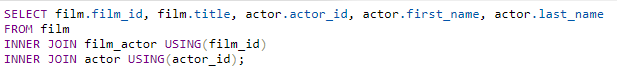 SELECT film.film_id, film.title, actor.actor_id, actor.first_name, actor.last_name
FROM film
INNER JOIN film_actor USING(film_id)
INNER JOIN actor USING(actor_id);